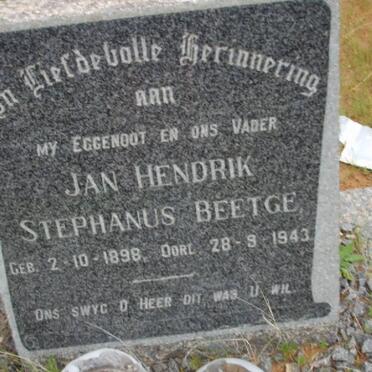 In Liefdevolle Herinnering
AAN
MY EGGENOOT EN ONS VADER
JAN HENDRIK
STEPHANUS BEETGE,
GEB. 2-10-1898, OORL. 28-9-1943.
ONS SWYG O HEER DIT WAS U WIL